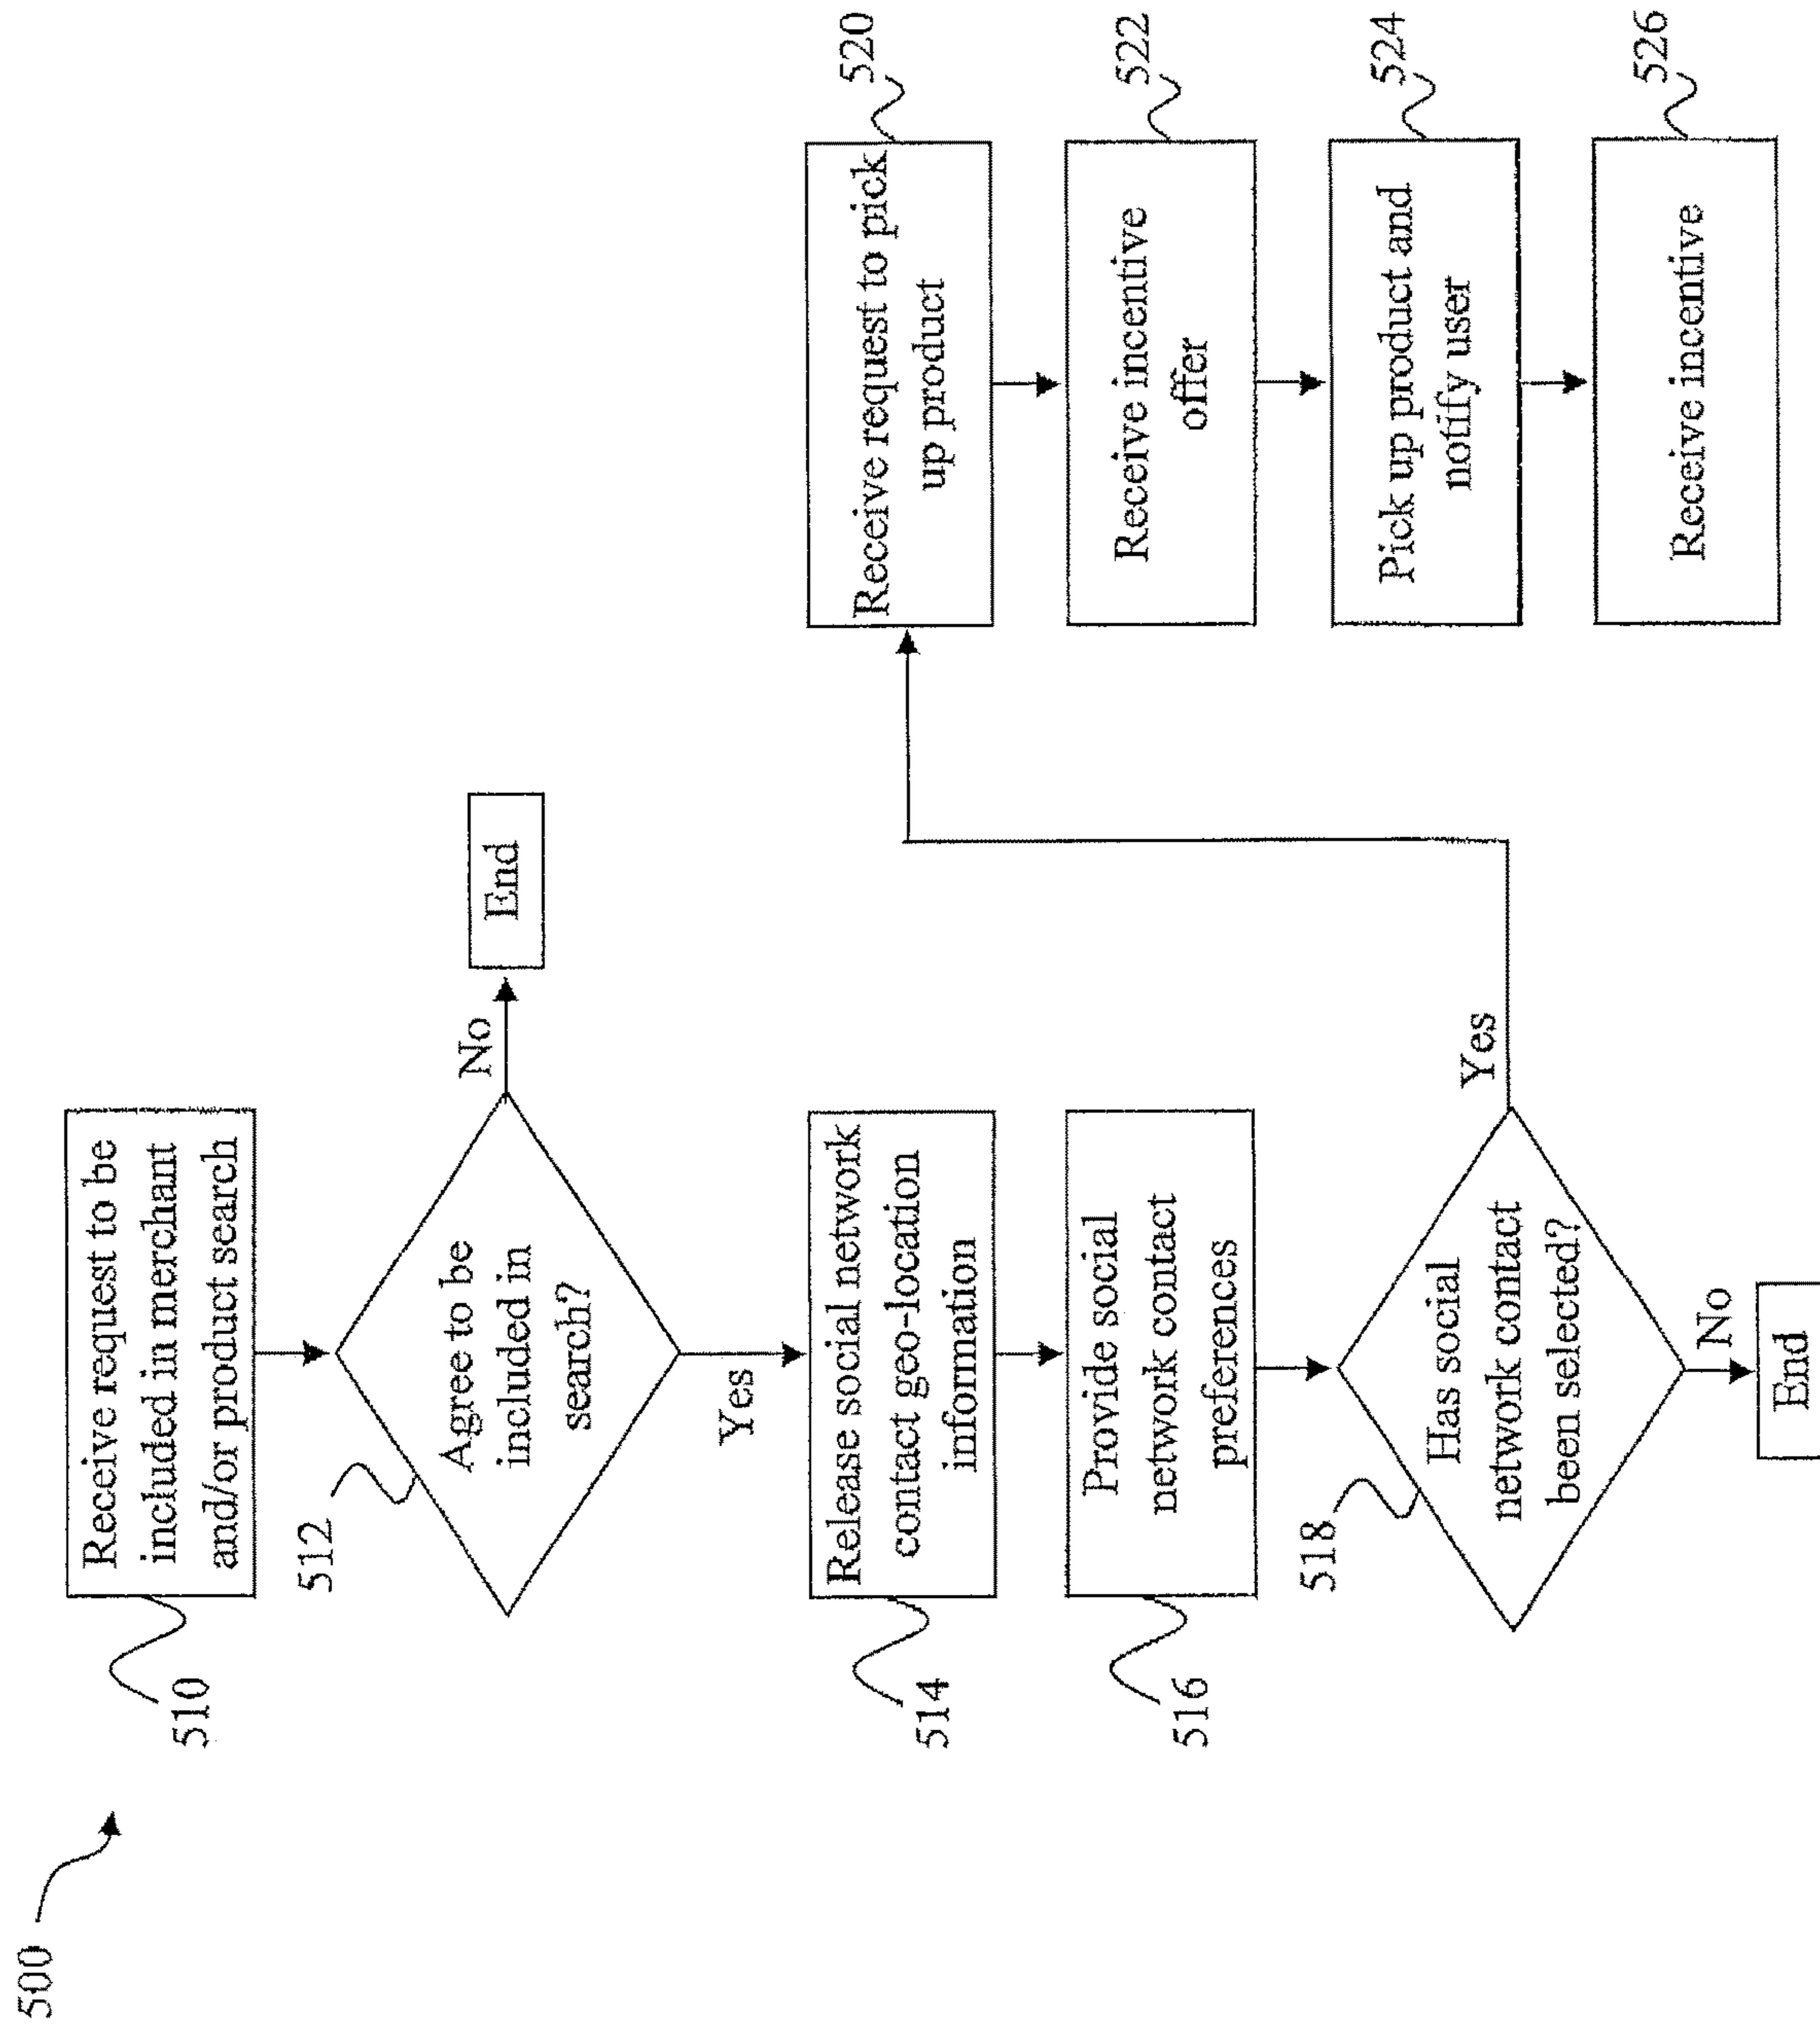 500
510
Receive request to be
included in merchant
and/or product search
512
Agree to be
included in
search?
No
End
Yes
514
Release social network
contact geo-location
information
516
Provide social
network contact
preferences
518
Has social
network contact
been selected?
No
End
Yes
520
Receive request to pick
up product
522
Receive incentive
offer
524
Pick up product and
notify user
526
Receive incentive